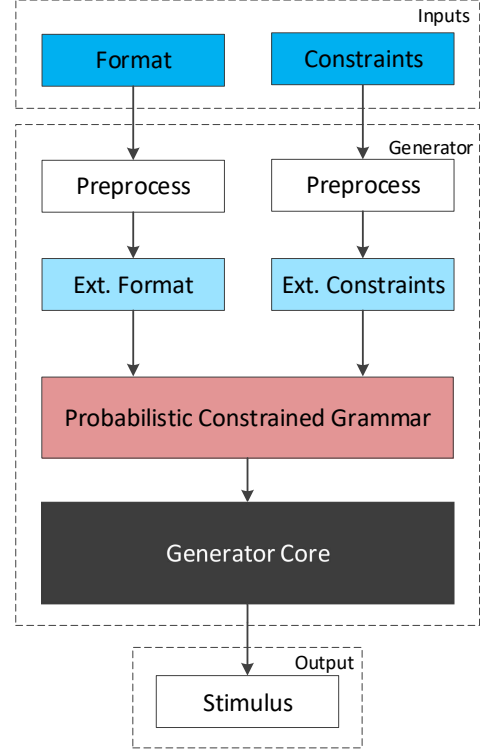 Inputs
Format
Constraints
Generator
Preprocess
Preprocess
Ext. Format
Ext. Constraints
Probabilistic Constrained Grammar
Generator Core
Output
Stimulus